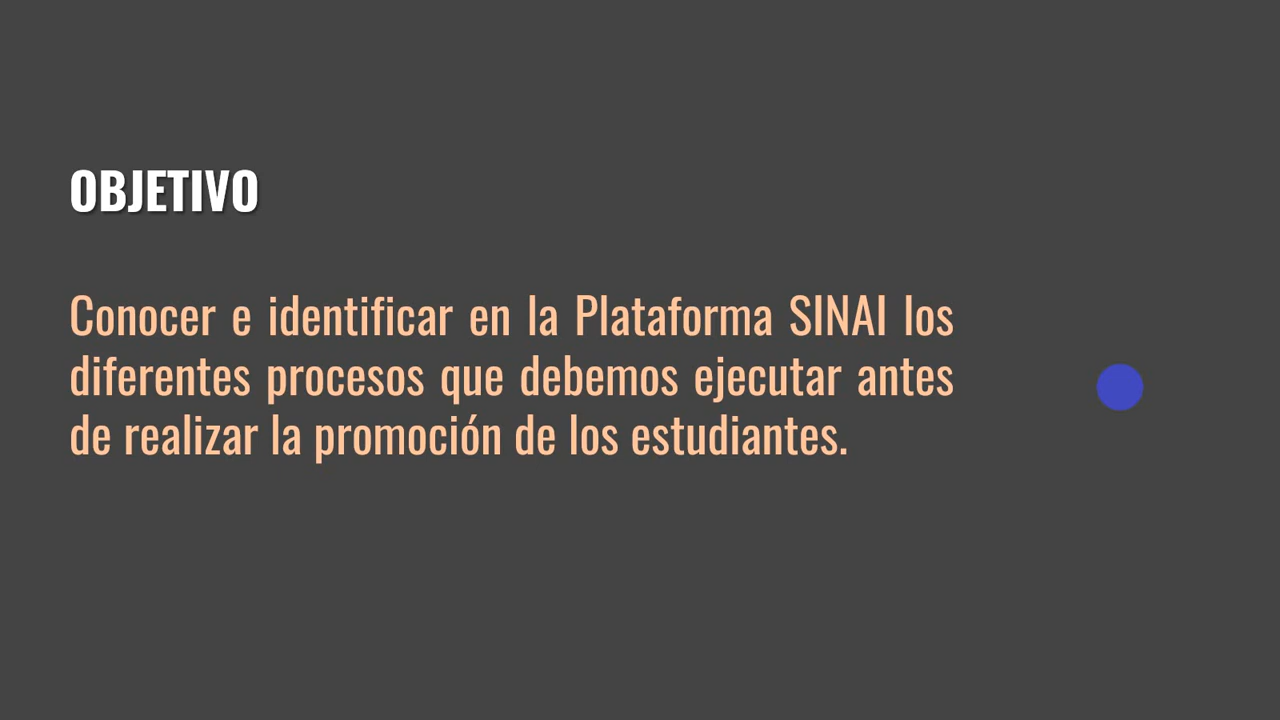 OBJETIVO
Conocer e identificar en la Plataforma SINAI los
diferentes procesos que debemos ejecutar antes
de realizar la promoción de los estudiantes.